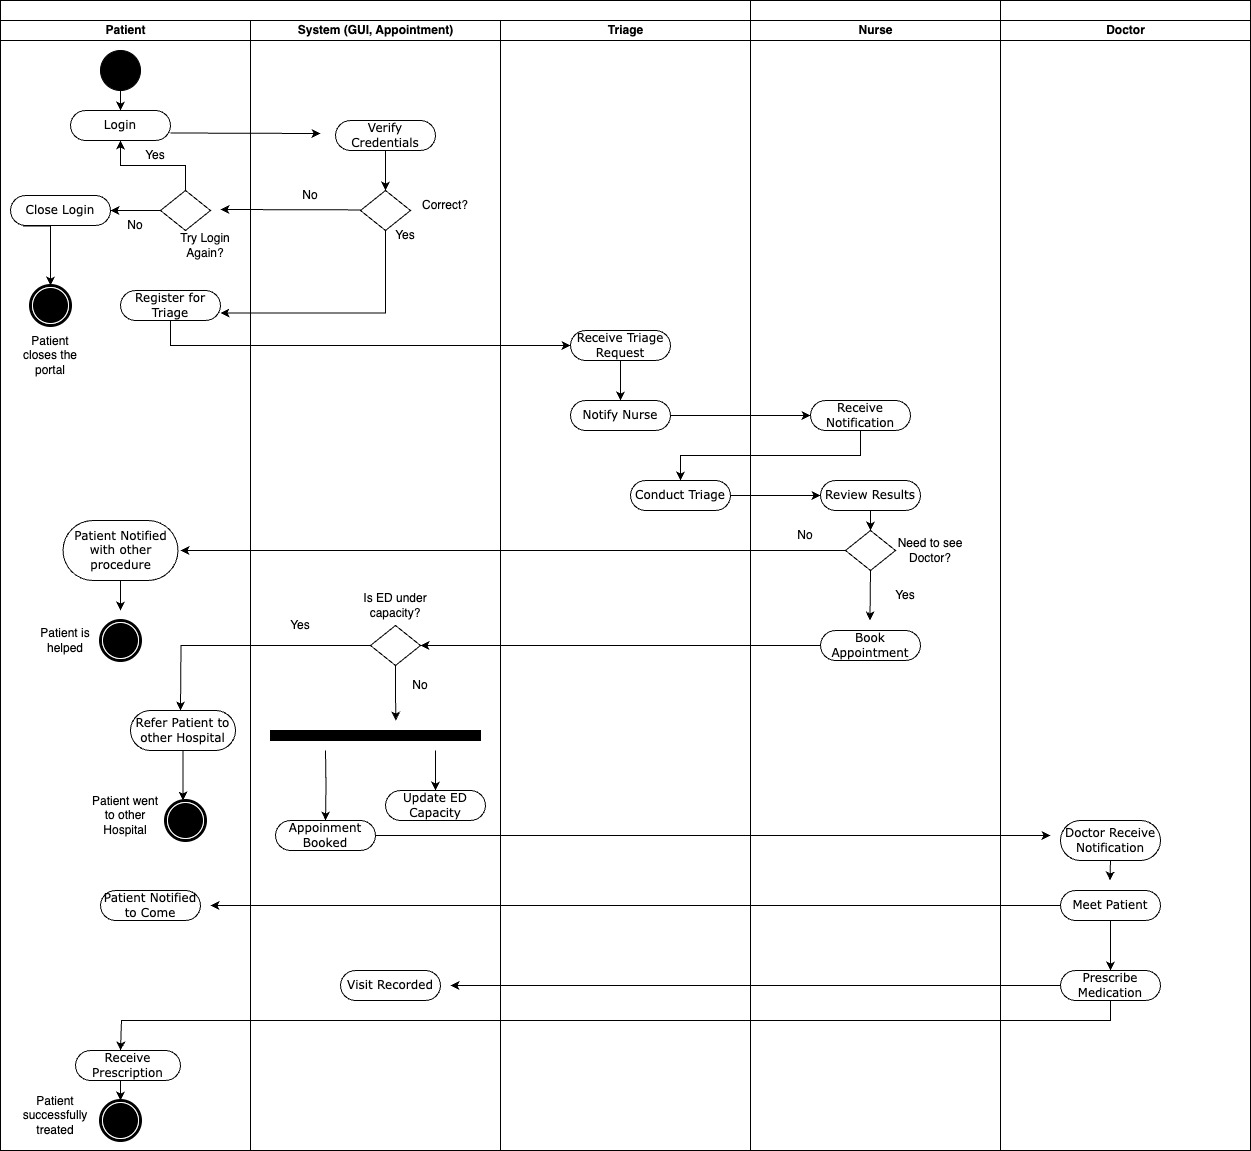 Patient
System (GUI, Appointment)
Triage
Nurse
Doctor
Login
Verify
Credentials
Yes
No
Correct?
Close Login
No
Try Login
Again?
Yes
Register for
Triage
Patient
closes the
portal
Receive Triage
Request
Notify Nurse
Receive
Notification
Conduct Triage
Review Results
Patient Notified
with other
procedure
No
Need to see
Doctor?
Yes
Is ED under
capacity?
Patient is
helped
Yes
Book
Appointment
No
Refer Patient to
other Hospital
Patient went
to other
Hospital
Update ED
Capacity
Appoinment
Booked
Doctor Receive
Notification
Patient Notified
to Come
Meet Patient
Visit Recorded
Prescribe
Medication
Receive
Prescription
Patient
successfully
treated